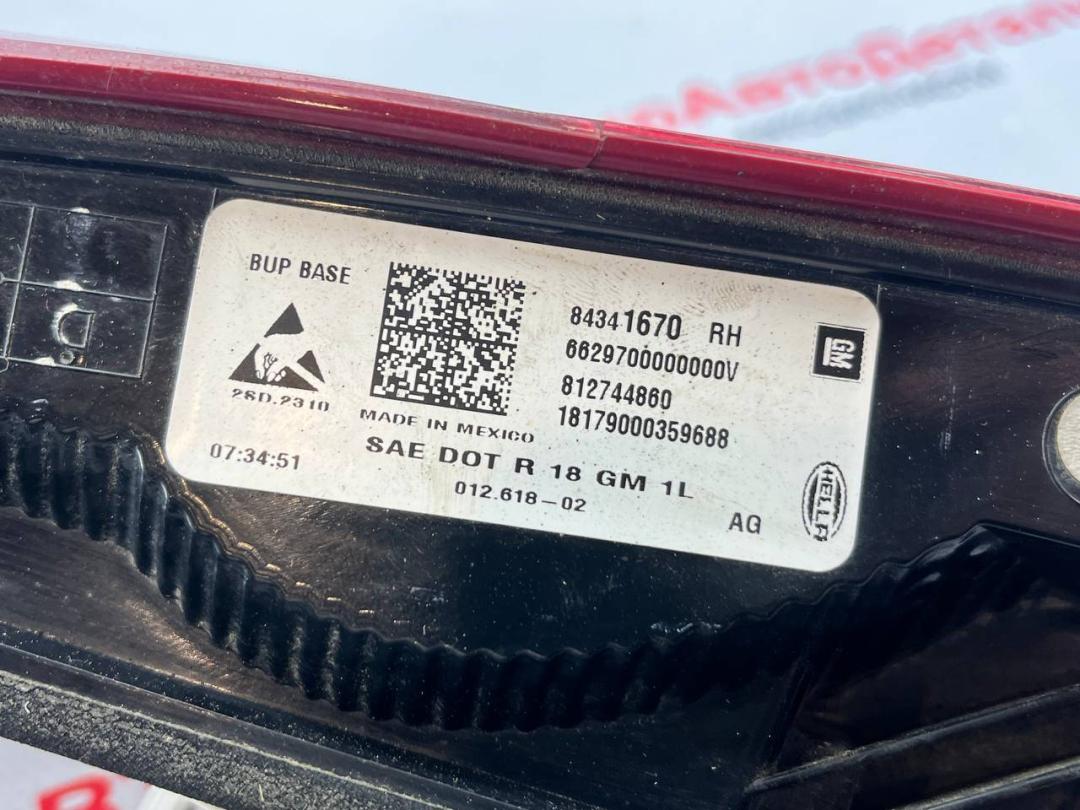 АвтоДетали
BUP BASE
84341670 RH
6629700000000V
812744860
18179000359688
GM
26D.2310
MADE IN MEXICO
07:34:51
SAE DOT R 18 GM 1L
012.618-02
AG
HELLA
D